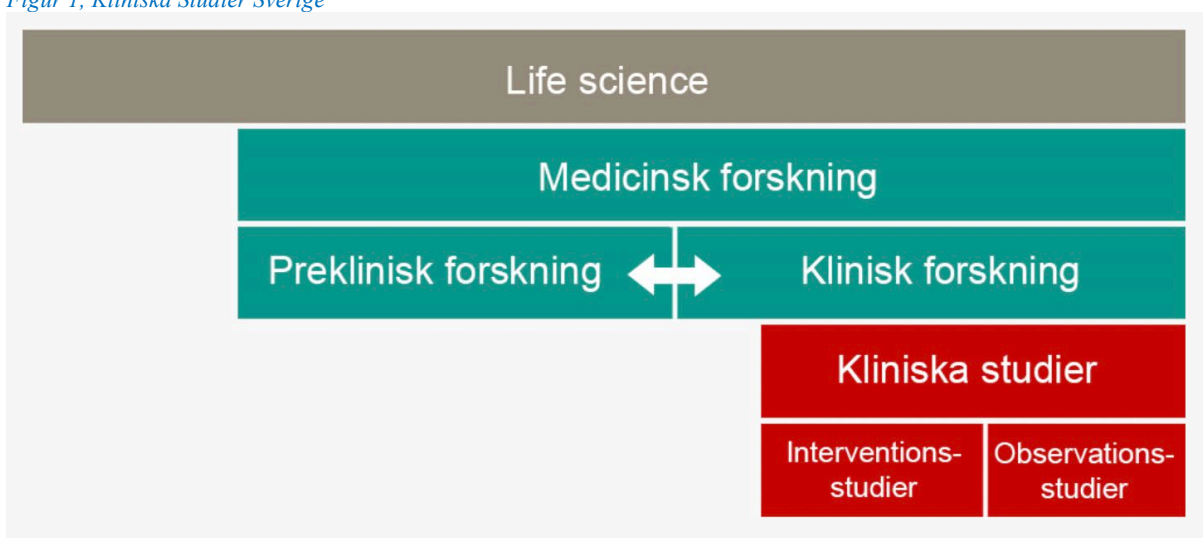 Figur 1, Kliniska Studier Sverige
Life science
Medicinsk forskning
Preklinisk forskning
Klinisk forskning
Kliniska studier
Interventions-
studier
Observations-
studier